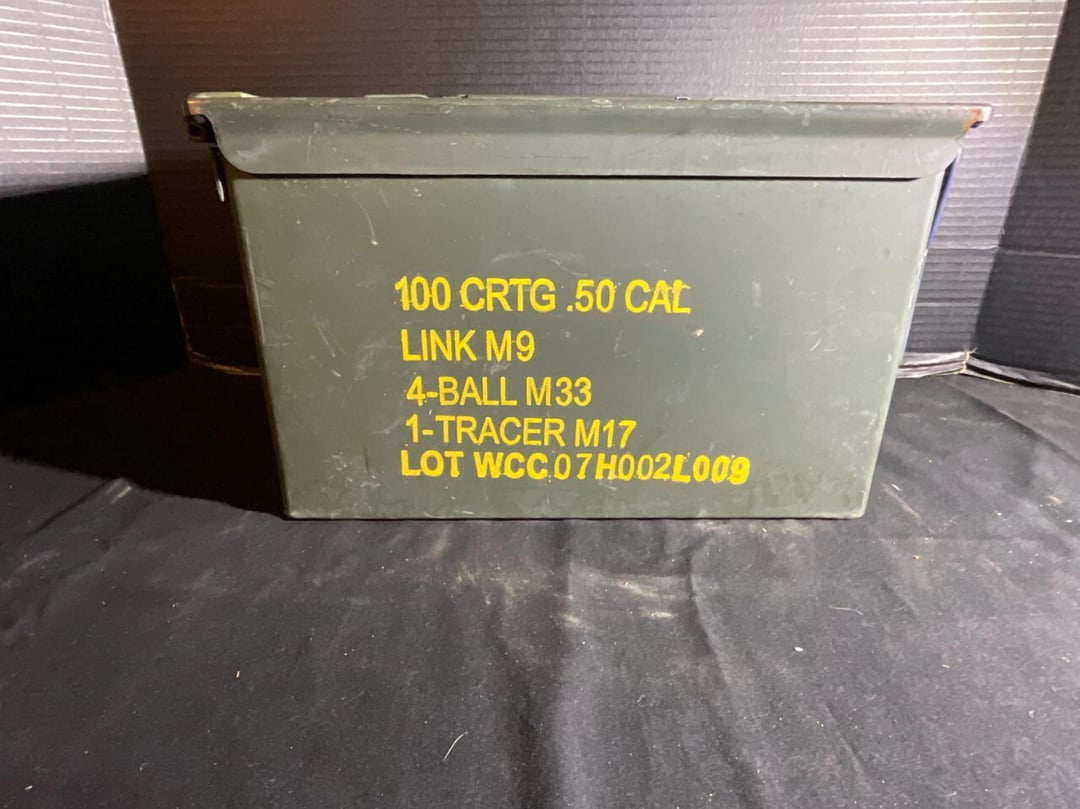 100 CRTG .50 CAL
LINK M9
4-BALL M33
1-TRACER M17
LOT WCC07H002L009